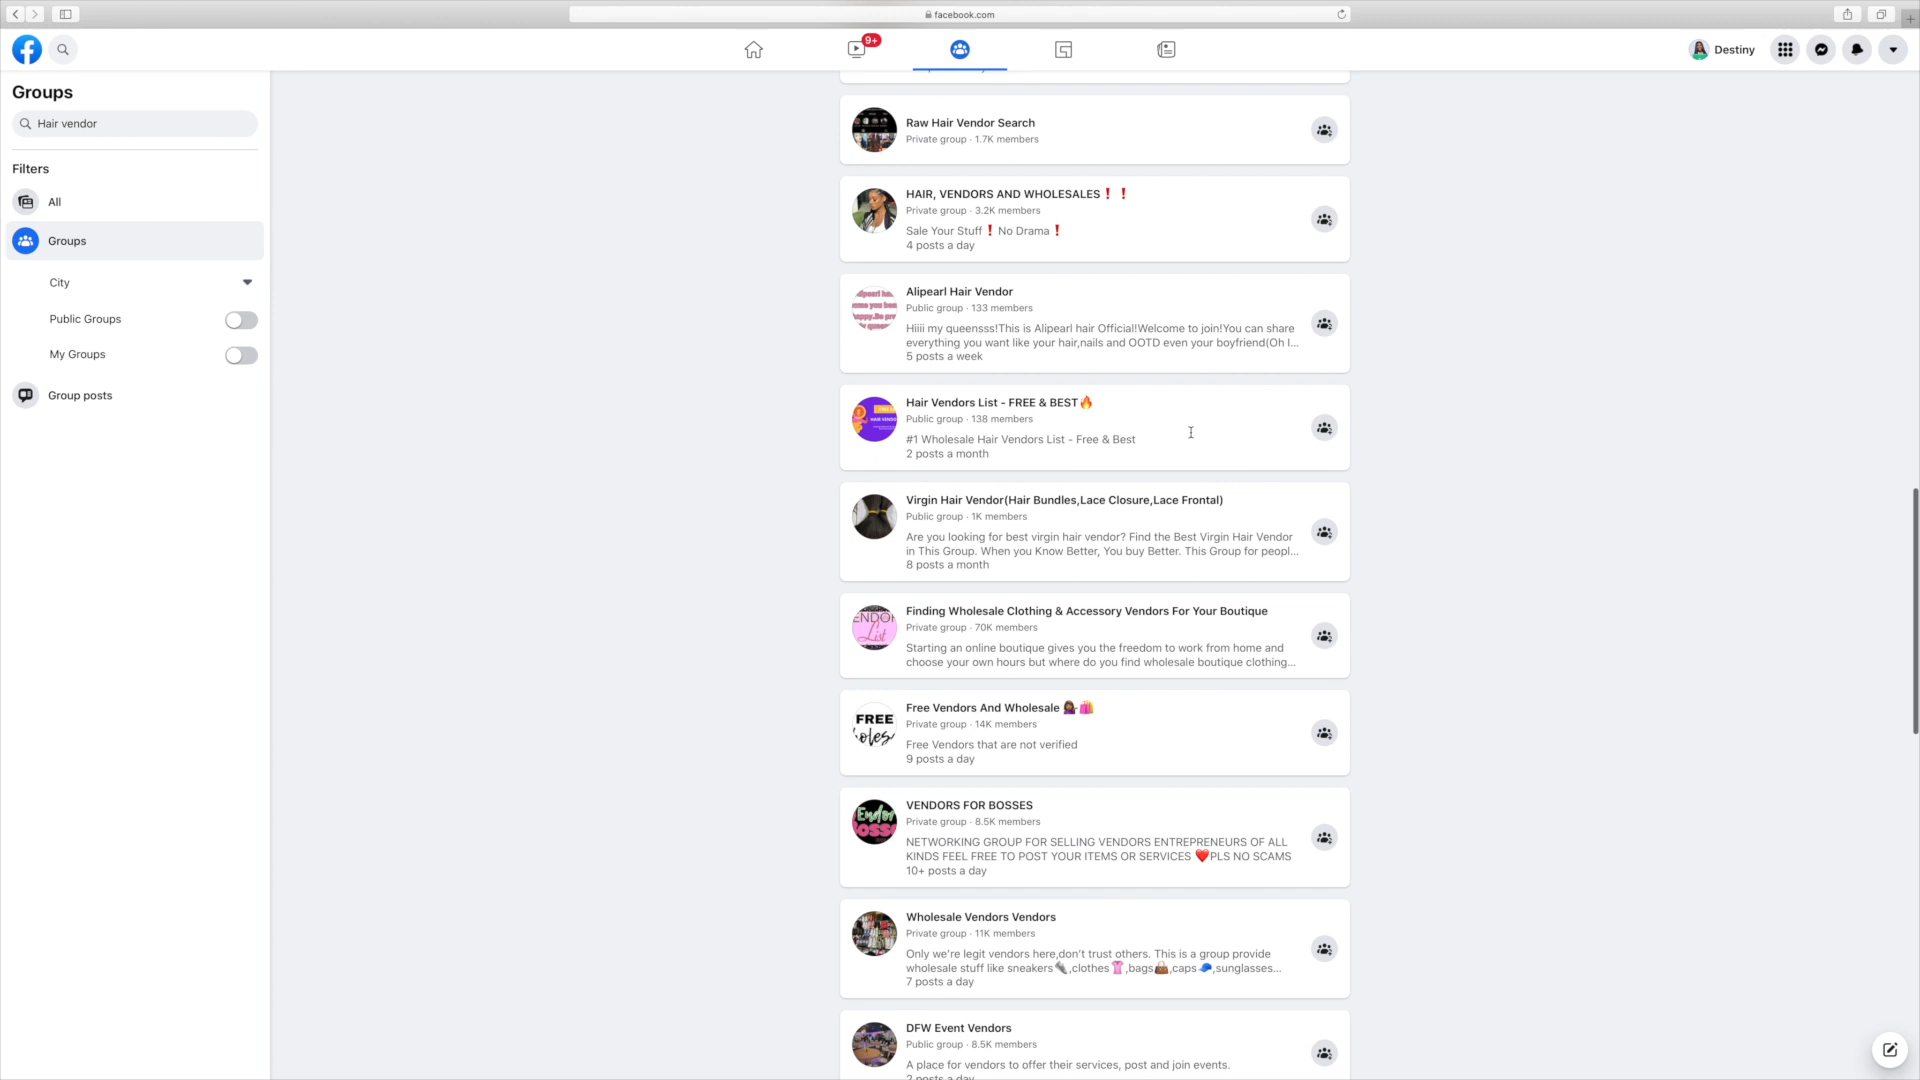 facebook.com
9+
Destiny
Groups
Hair vendor
Filters
All
Groups
City
Public Groups
My Groups
Group posts
Raw Hair Vendor Search
Private group · 1.7K members
HAIR, VENDORS AND WHOLESALES❗❗
Private group · 3.2K members
Sale Your Stuff❗No Drama❗
4 posts a day
Alipearl Hair Vendor
Public group · 133 members
Hiiii my queensss!This is Alipearl hair Official!Welcome to join!You can share
everything you want like your hair,nails and OOTD even your boyfriend(Oh I...
5 posts a week
Hair Vendors List - FREE & BEST🔥
Public group · 138 members
#1 Wholesale Hair Vendors List - Free & Best
2 posts a month
Virgin Hair Vendor(Hair Bundles,Lace Closure,Lace Frontal)
Public group · 1K members
Are you looking for best virgin hair vendor? Find the Best Virgin Hair Vendor
in This Group. When you Know Better, You buy Better. This Group for peopl...
8 posts a month
Finding Wholesale Clothing & Accessory Vendors For Your Boutique
Private group · 70K members
Starting an online boutique gives you the freedom to work from home and
choose your own hours but where do you find wholesale boutique clothing...
FREE
Free Vendors And Wholesale 💁🏾‍♀️🛍️
Private group · 14K members
Free Vendors that are not verified
9 posts a day
VENDORS FOR BOSSES
Private group · 8.5K members
NETWORKING GROUP FOR SELLING VENDORS ENTREPRENEURS OF ALL
KINDS FEEL FREE TO POST YOUR ITEMS OR SERVICES ❤️PLS NO SCAMS
10+ posts a day
Wholesale Vendors Vendors
Private group · 11K members
Only we're legit vendors here,don't trust others. This is a group provide
wholesale stuff like sneakers👟,clothes👚,bags👜,caps🧢,sunglasses...
7 posts a day
DFW Event Vendors
Public group · 8.5K members
A place for vendors to offer their services, post and join events.
2 posts a day